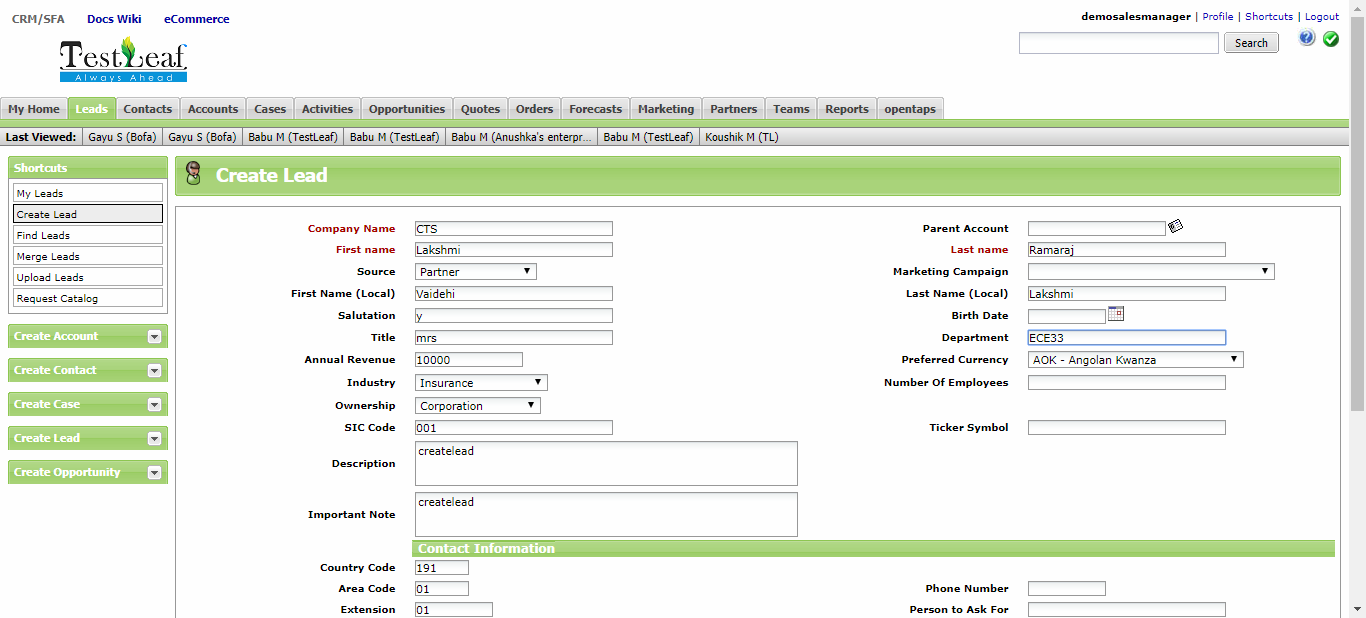 CRM/SFA Docs Wiki eCommerce
demosalesmanager | Profile | Shortcuts | Logout
TestLeaf
Always Ahead
Search
My Home Leads Contacts Accounts Cases Activities Opportunities Quotes Orders Forecasts Marketing Partners Teams Reports opentaps
Last Viewed: Gayu S (Bofa) Gayu S (Bofa) Babu M (TestLeaf) Babu M (TestLeaf) Babu M (Anushka's enterpr... Babu M (TestLeaf) Koushik M (TL)
Shortcuts
My Leads
Create Lead
Find Leads
Merge Leads
Upload Leads
Request Catalog
Create Account
Create Contact
Create Case
Create Lead
Create Opportunity
Create Lead
Company Name CTS Parent Account
First name Lakshmi Last name Ramaraj
Source Partner Marketing Campaign
First Name (Local) Vaidehi Last Name (Local) Lakshmi
Salutation y Birth Date
Title mrs Department ECE33
Annual Revenue 10000 Preferred Currency AOK - Angolan Kwanza
Industry Insurance Number Of Employees
Ownership Corporation
SIC Code 001 Ticker Symbol
Description createlead
Important Note createlead
Contact Information
Country Code 191
Area Code 01 Phone Number
Extension 01 Person to Ask For